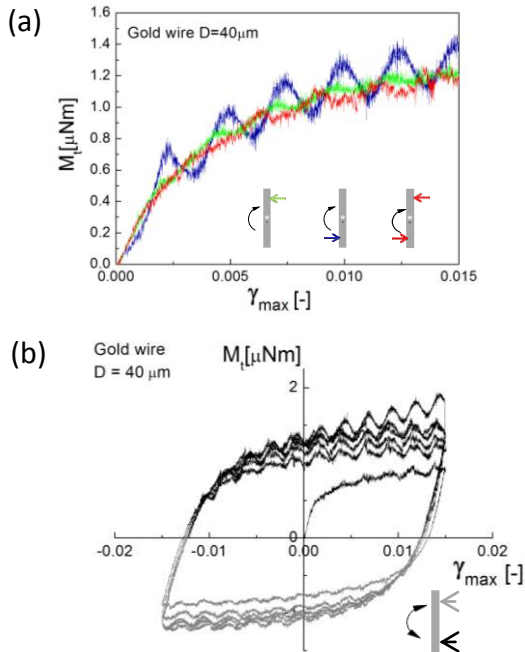 (a)
Gold wire D=40μm
M_t[μNm]
1.6
1.4
1.2
1.0
0.8
0.6
0.4
0.2
0.0
0.000 0.005 0.010 0.015
γ_max [-]
(b)
Gold wire
D = 40 μm
M_t[μNm]
2
0
-0.02 -0.01 0.00 0.01 0.02
γ_max [-]